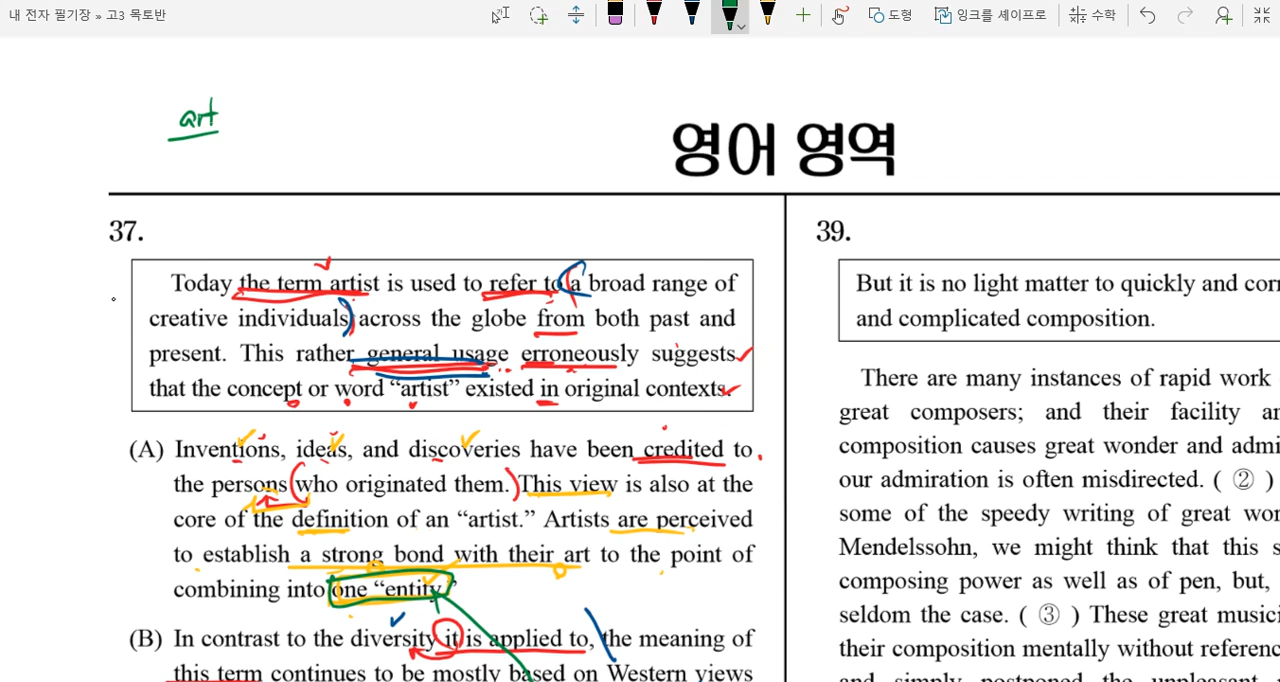 내 전자 필기장 » 고3 목토반
도형
잉크를 셰이프로
수학
art
영어 영역
37.
Today the term artist is used to refer to a broad range of
creative individuals across the globe from both past and
present. This rather general usage erroneously suggests
that the concept or word “artist” existed in original contexts.
(A) Inventions, ideas, and discoveries have been credited to
the persons who originated them. This view is also at the
core of the definition of an “artist.” Artists are perceived
to establish a strong bond with their art to the point of
combining into one “entity.”
(B) In contrast to the diversity it is applied to, the meaning of
this term continues to be mostly based on Western views
39.
But it is no light matter to quickly and
and complicated composition.
There are many instances of rapid work
great composers; and their facility
composition causes great wonder and
our admiration is often misdirected. ( ② )
some of the speedy writing of great
Mendelssohn, we might think that this
composing power as well as of pen, but,
seldom the case. ( ③ ) These great
their composition mentally without
and simply postponed the unpleasant